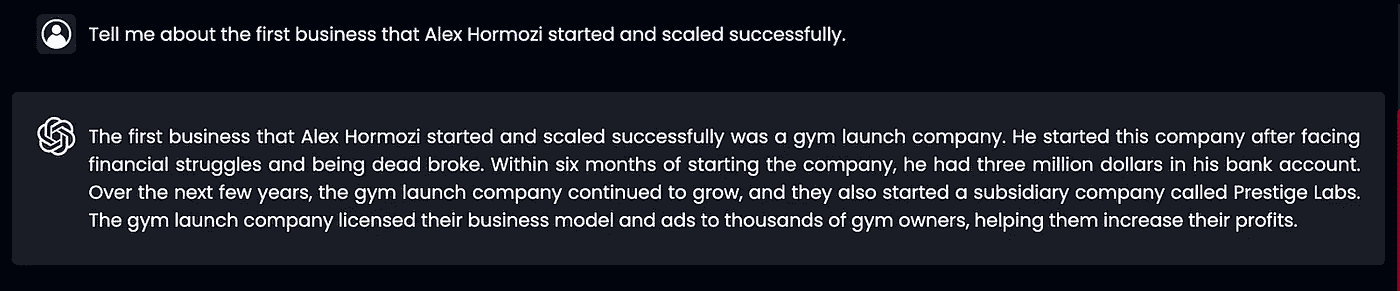 Tell me about the first business that Alex Hormozi started and scaled successfully.
The first business that Alex Hormozi started and scaled successfully was a gym launch company. He started this company after facing
financial struggles and being dead broke. Within six months of starting the company, he had three million dollars in his bank account.
Over the next few years, the gym launch company continued to grow, and they also started a subsidiary company called Prestige Labs.
The gym launch company licensed their business model and ads to thousands of gym owners, helping them increase their profits.